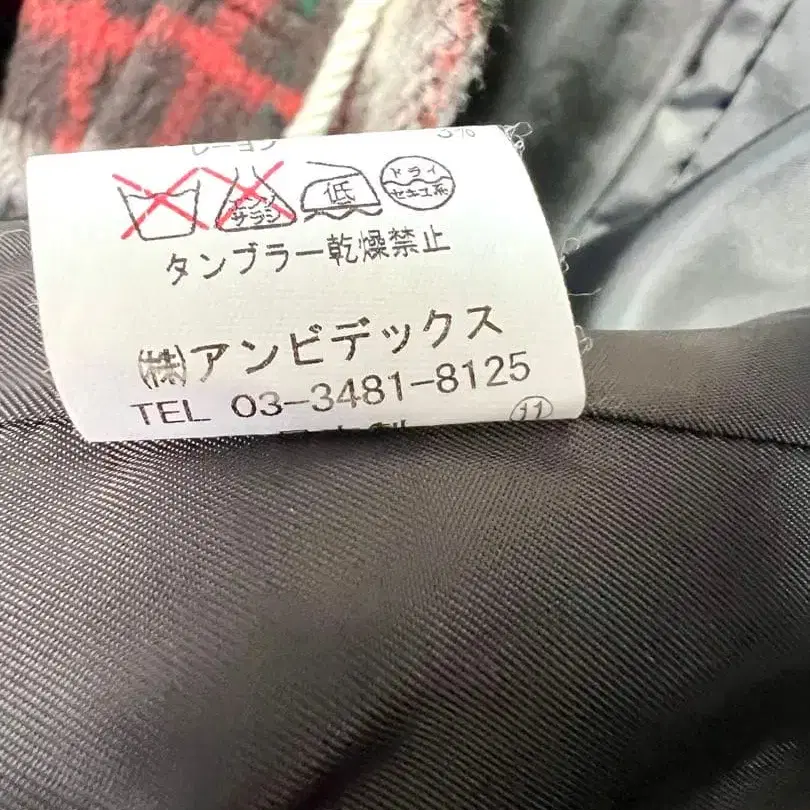 レーヨン 5%
エンソ サラシ 低 ドライ セキユ系
タンブラー乾燥禁止
㈱アンビデックス
TEL 03-3481-8125
11